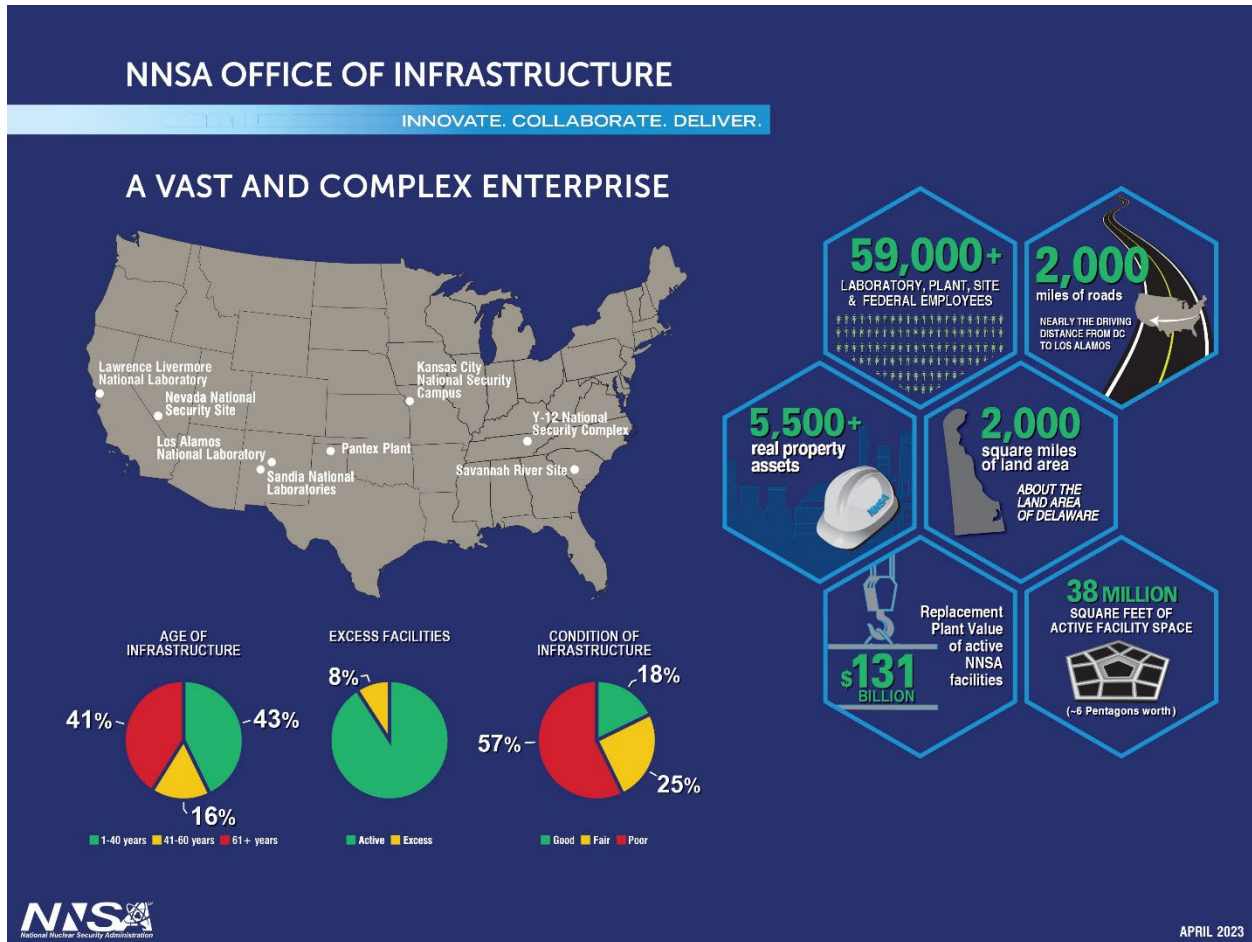 NNSA OFFICE OF INFRASTRUCTURE
INNOVATE. COLLABORATE. DELIVER.
A VAST AND COMPLEX ENTERPRISE
Lawrence Livermore
National Laboratory
Nevada National
Security Site
Los Alamos
National Laboratory
Sandia National
Laboratories
Pantex Plant
Kansas City
National Security
Campus
Y-12 National
Security Complex
Savannah River Site
59,000+
LABORATORY, PLANT, SITE
& FEDERAL EMPLOYEES
2,000
miles of roads
NEARLY THE DRIVING
DISTANCE FROM DC
TO LOS ALAMOS
5,500+
real property
assets
NNSA
2,000
square miles
of land area
ABOUT THE
LAND AREA
OF DELAWARE
Replacement
Plant Value
of active
NNSA
facilities
$131
BILLION
38 MILLION
SQUARE FEET OF
ACTIVE FACILITY SPACE
(~6 Pentagons worth)
AGE OF
INFRASTRUCTURE
41%
43%
16%
1-40 years 41-60 years 61+ years
EXCESS FACILITIES
8%
Active Excess
CONDITION OF
INFRASTRUCTURE
18%
57%
25%
Good Fair Poor
NNSA
National Nuclear Security Administration
APRIL 2023